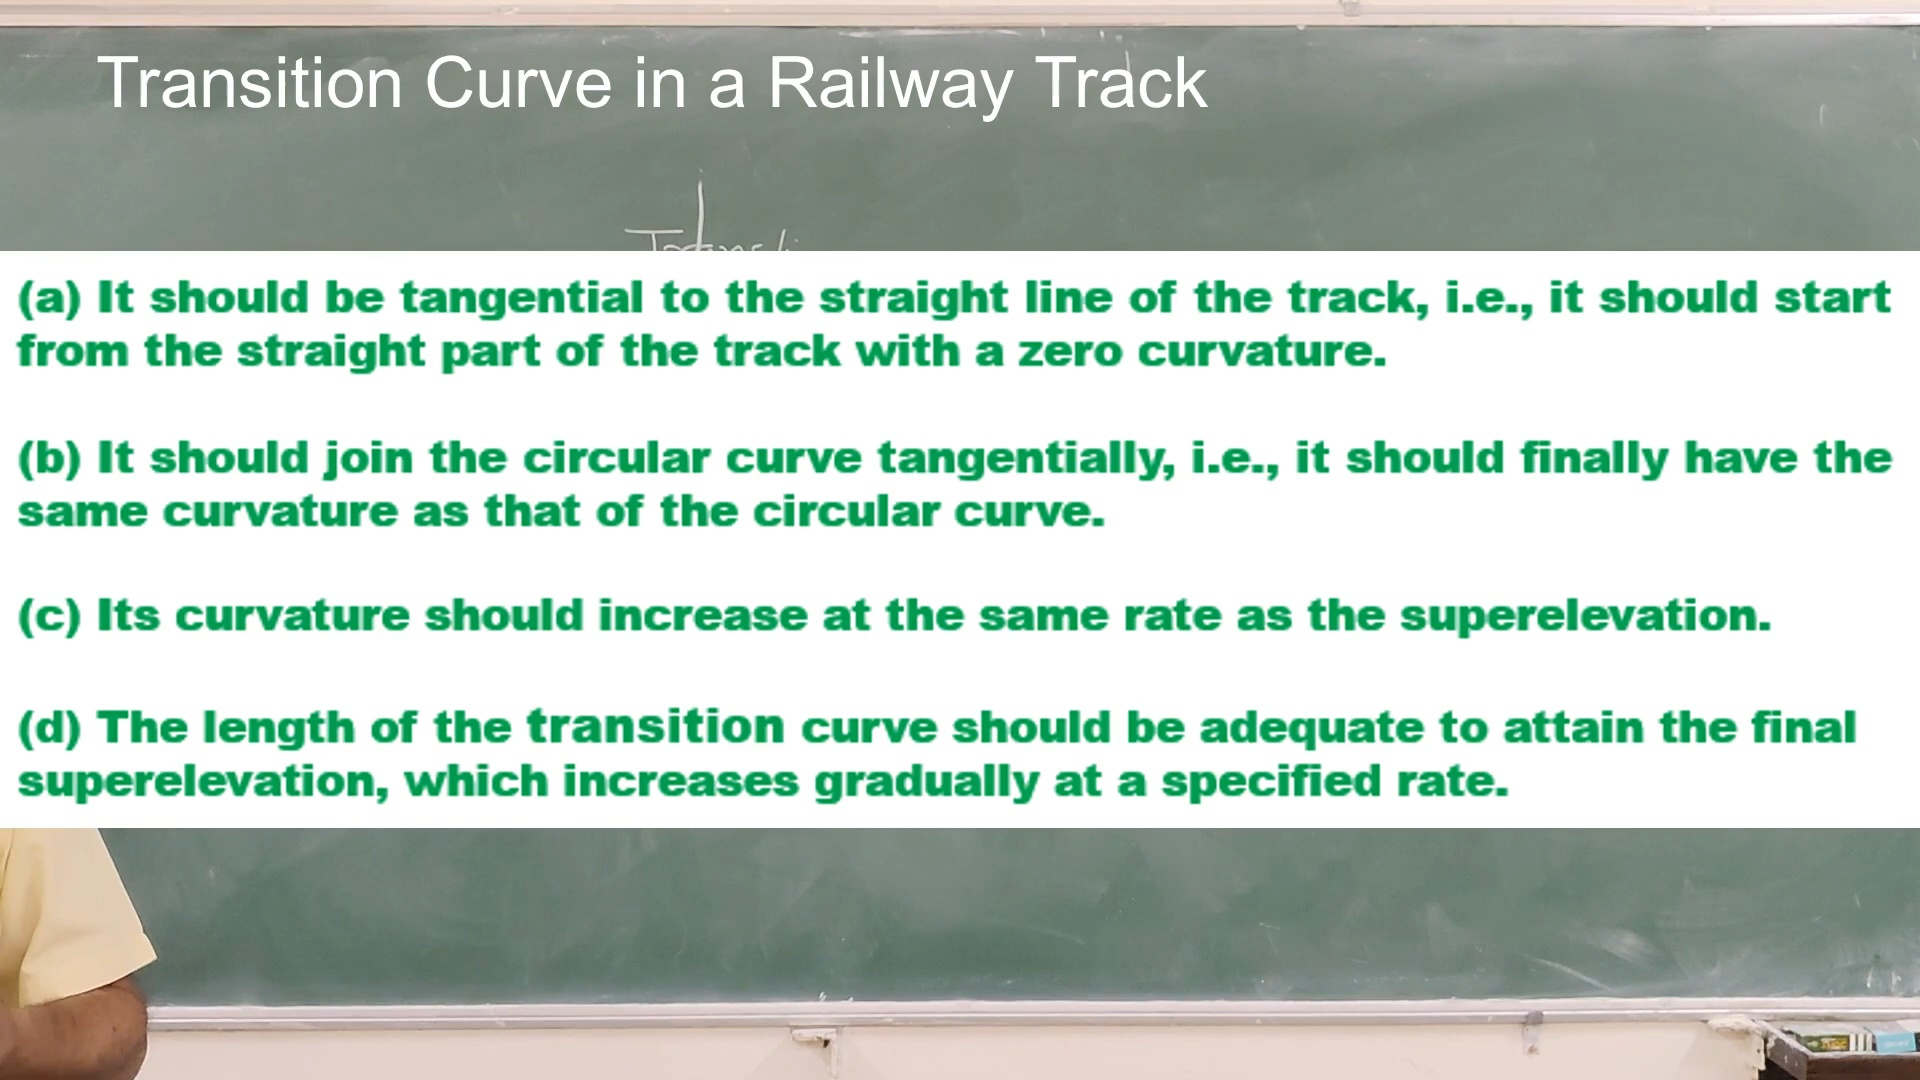 Transition Curve in a Railway Track
(a) It should be tangential to the straight line of the track, i.e., it should start
from the straight part of the track with a zero curvature.
(b) It should join the circular curve tangentially, i.e., it should finally have the
same curvature as that of the circular curve.
(c) Its curvature should increase at the same rate as the superelevation.
(d) The length of the transition curve should be adequate to attain the final
superelevation, which increases gradually at a specified rate.